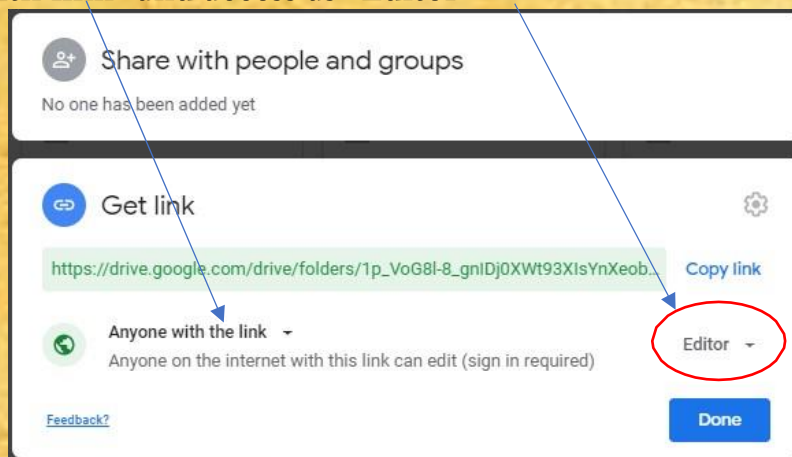 Share with people and groups
No one has been added yet
Get link
https://drive.google.com/drive/folders/1p_VoG8l-8_gnIDj0XWt93XIsYnXeob...
Copy link
Anyone with the link
Editor
Anyone on the internet with this link can edit (sign in required)
Feedback?
Done